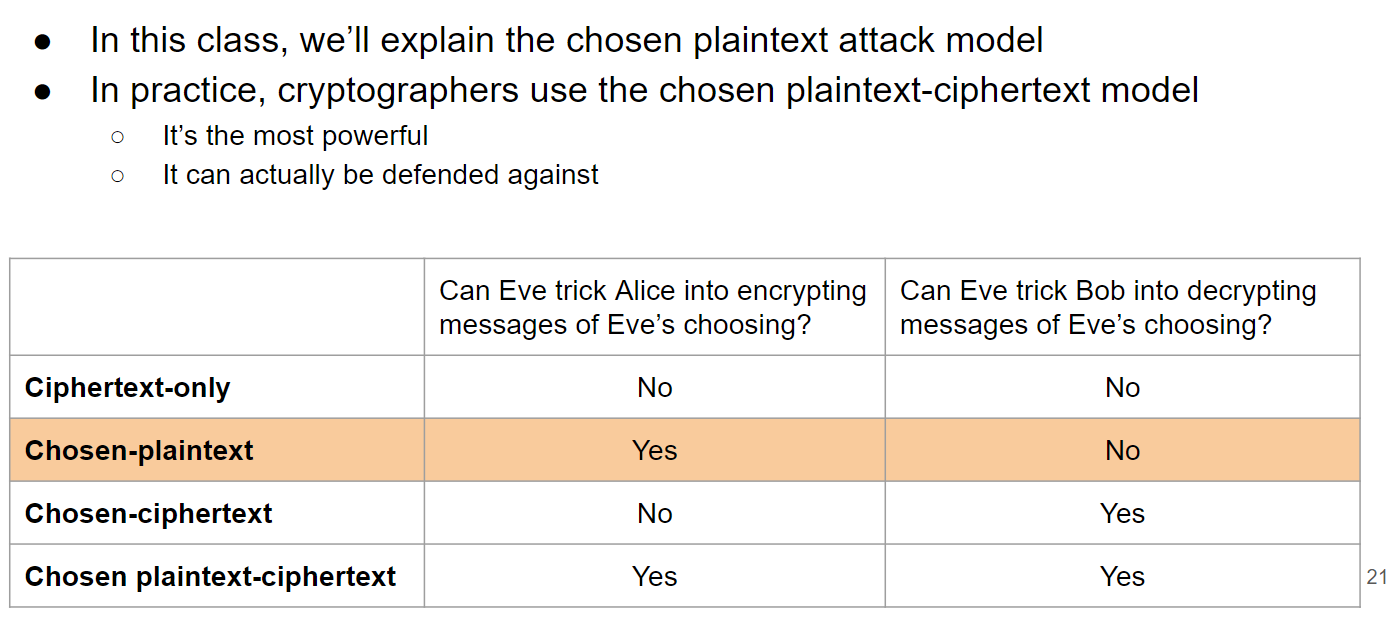 ● In this class, we’ll explain the chosen plaintext attack model
● In practice, cryptographers use the chosen plaintext-ciphertext model
○ It’s the most powerful
○ It can actually be defended against
Can Eve trick Alice into encrypting messages of Eve’s choosing?
Can Eve trick Bob into decrypting messages of Eve’s choosing?
Ciphertext-only No No
Chosen-plaintext Yes No
Chosen-ciphertext No Yes
Chosen plaintext-ciphertext Yes Yes
21